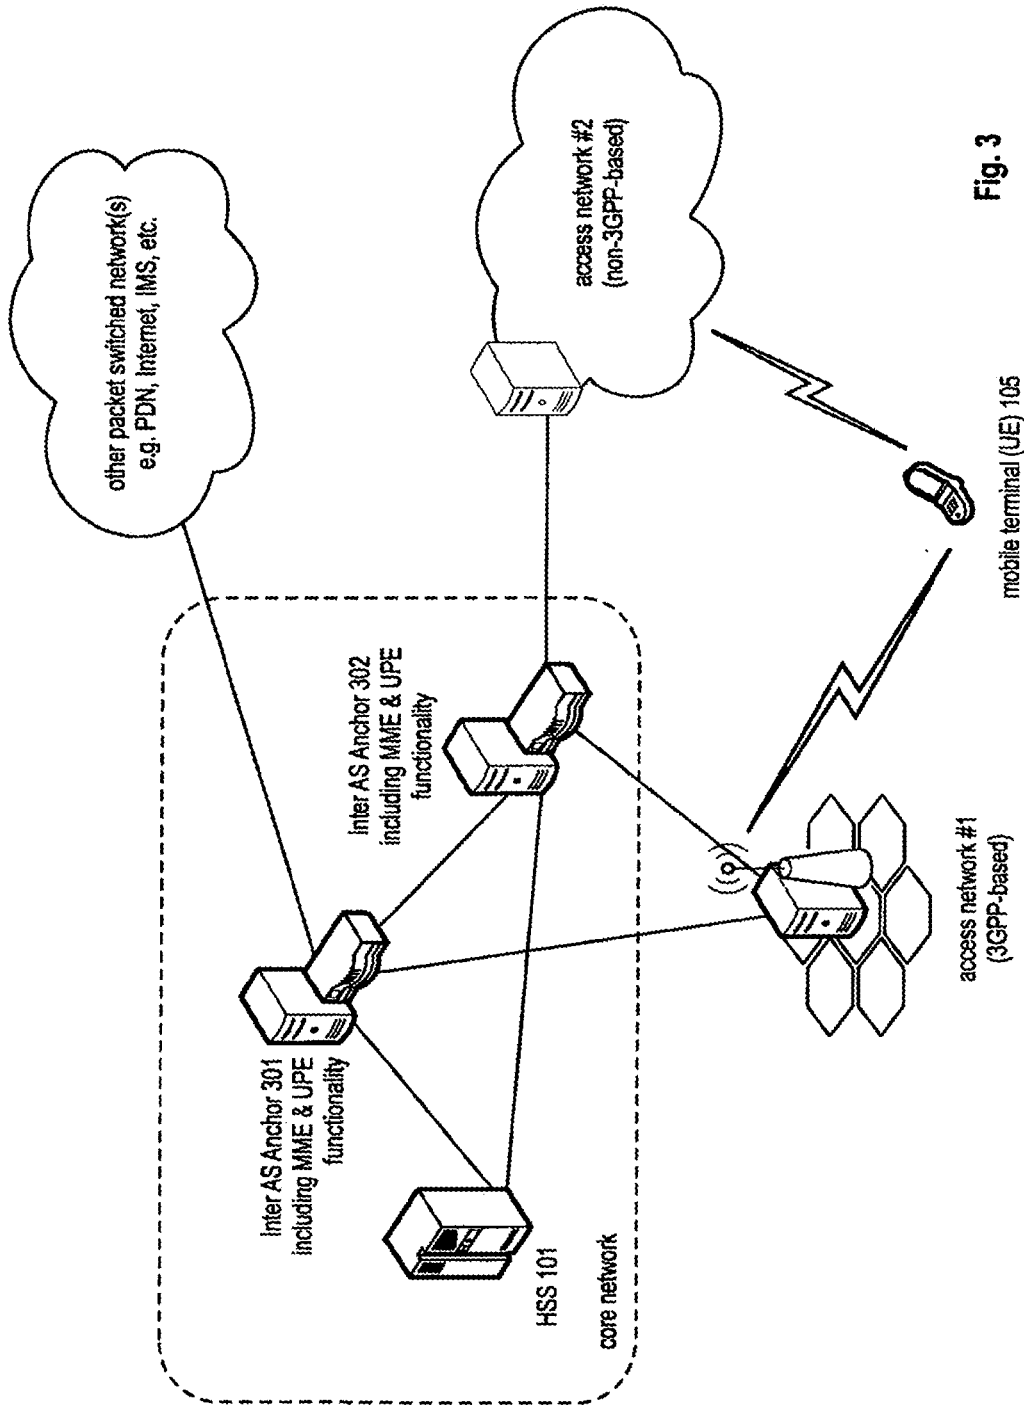 other packet switched network(s)
e.g. PDN, Internet, IMS, etc.
access network #2
(non-3GPP-based)
Inter AS Anchor 301
including MME & UPE
functionality
Inter AS Anchor 302
including MME & UPE
functionality
HSS 101
core network
access network #1
(3GPP-based)
mobile terminal (UE) 105
Fig. 3